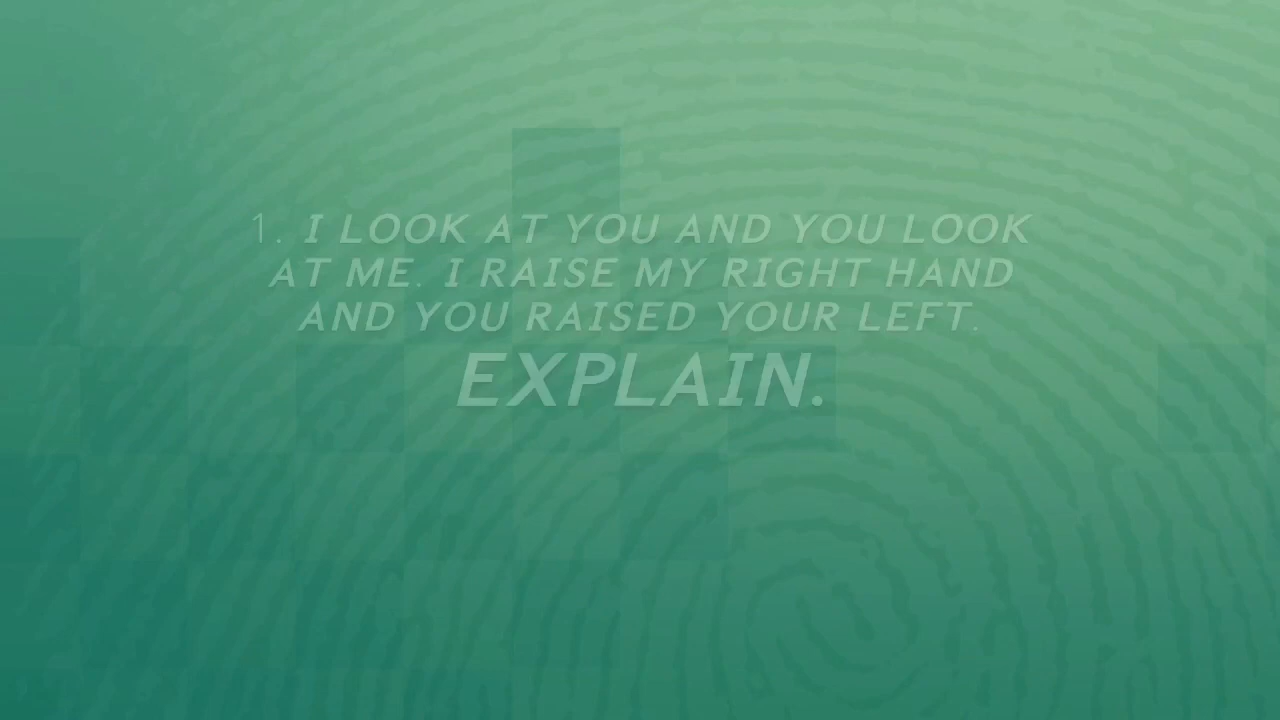 1. I LOOK AT YOU AND YOU LOOK
AT ME. I RAISE MY RIGHT HAND
AND YOU RAISED YOUR LEFT.
EXPLAIN.